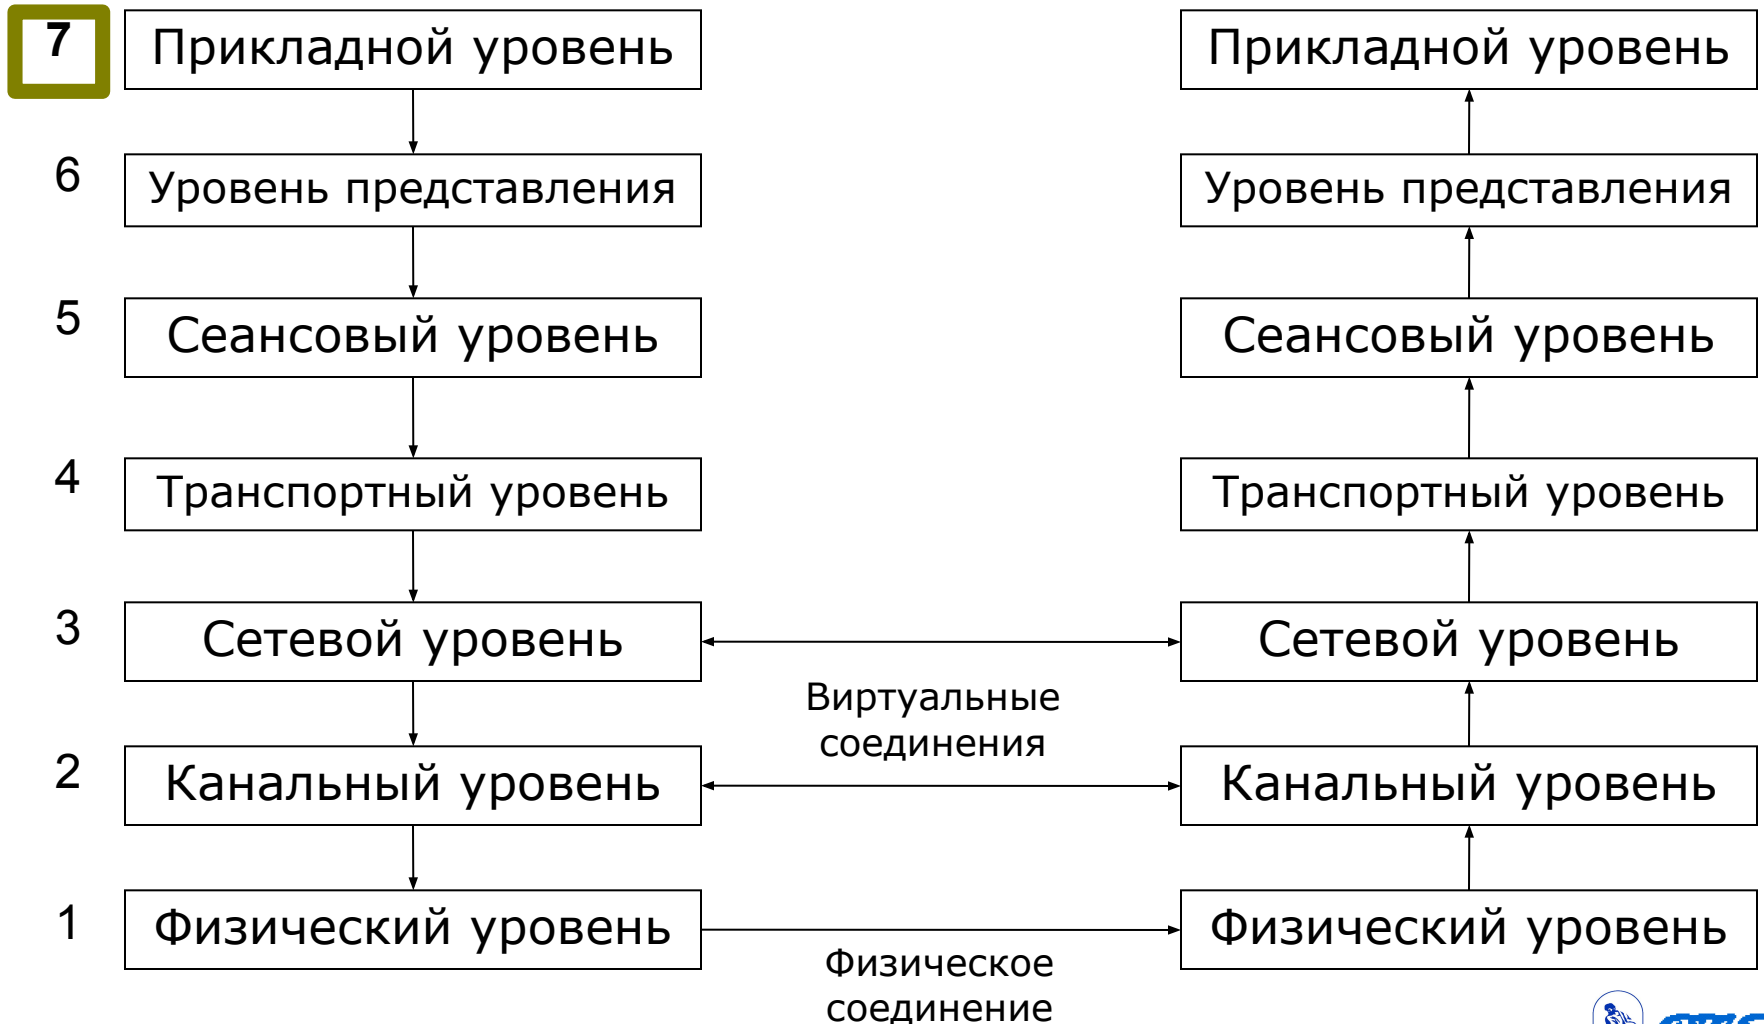 7 Прикладной уровень Прикладной уровень
6 Уровень представления Уровень представления
5 Сеансовый уровень Сеансовый уровень
4 Транспортный уровень Транспортный уровень
3 Сетевой уровень Сетевой уровень
Виртуальные
соединения
2 Канальный уровень Канальный уровень
1 Физический уровень Физический уровень
Физическое
соединение